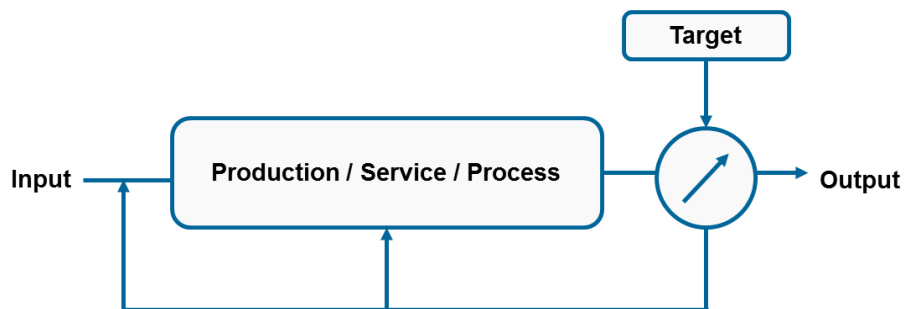 Target
Input
Production / Service / Process
Output